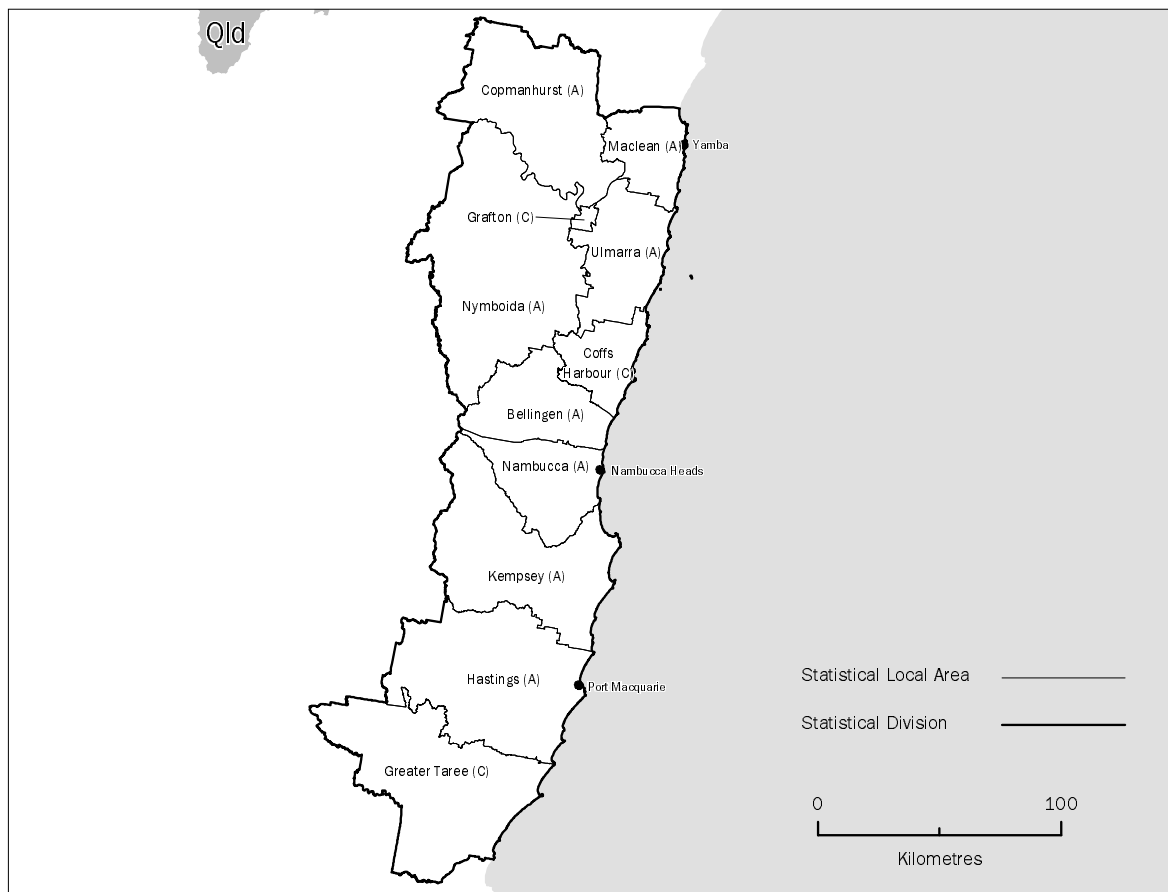 Qld
Copmanhurst (A)
Maclean (A)
Yamba
Grafton (C)
Ulmarra (A)
Nymboida (A)
Coffs
Harbour (C)
Bellingen (A)
Nambucca (A)
Nambucca Heads
Kempsey (A)
Hastings (A)
Port Macquarie
Greater Taree (C)
Statistical Local Area
Statistical Division
0 100
Kilometres